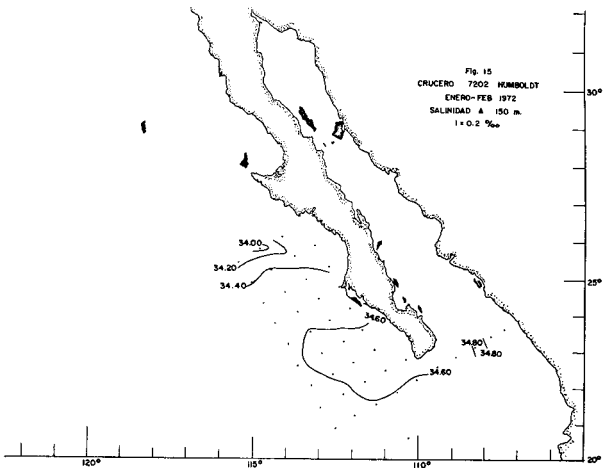 Fig. 15
CRUCERO 7202 HUMBOLDT
ENERO-FEB 1972
SALINIDAD A 150 m.
I = 0.2 ‰
30°
25°
20°
120°
115°
110
34.00
34.20
34.40
34.60
34.60
34.80
34.80